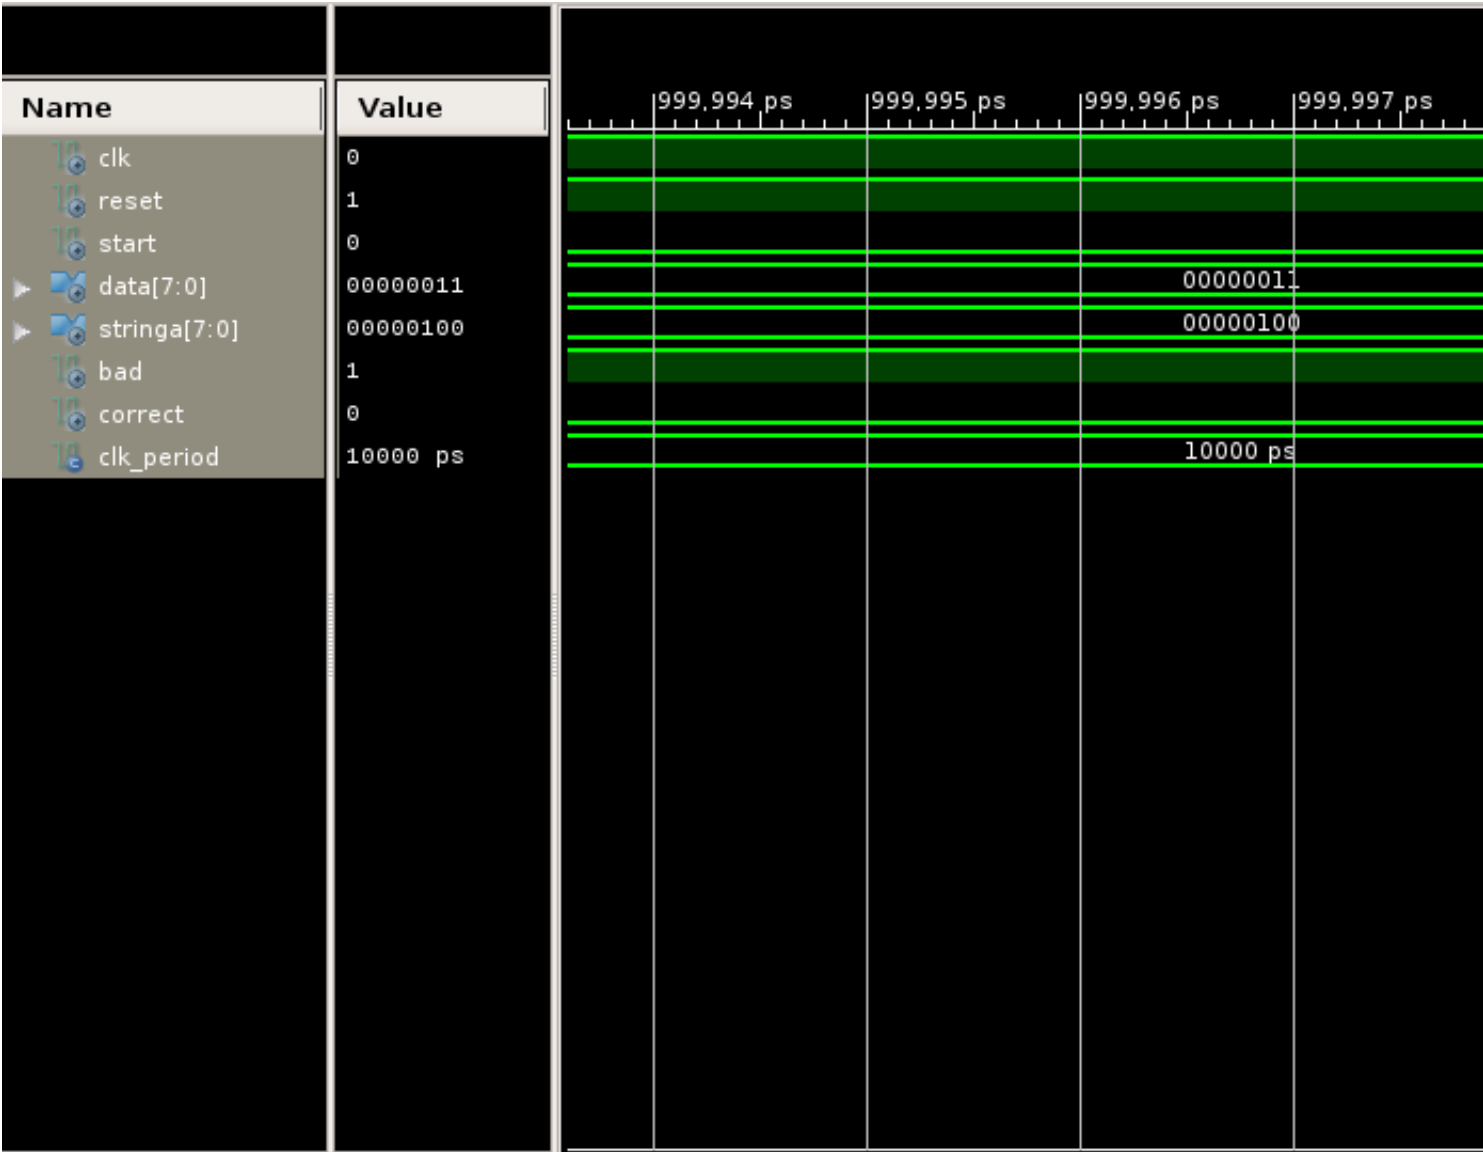 Name Value 999,994 ps 999,995 ps 999,996 ps 999,997 ps
clk 0
reset 1
start 0
data[7:0] 00000011 00000011
stringa[7:0] 00000100 00000100
bad 1
correct 0
clk_period 10000 ps 10000 ps